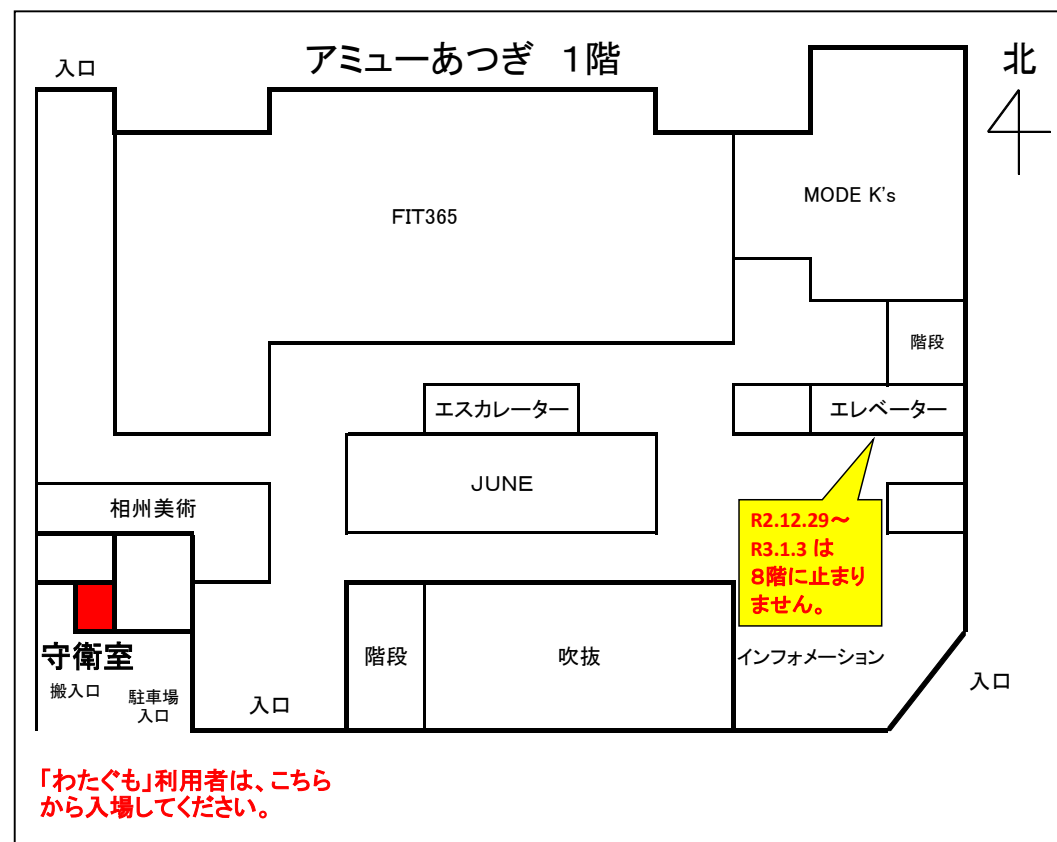 アミューあつぎ　1階
入口
北
MODE K's
FIT365
階段
エスカレーター
エレベーター
JUNE
相州美術
R2.12.29～
R3.1.3 は
8階に止まり
ません。
守衛室
階段
吹抜
インフォメーション
搬入口
駐車場
入口
入口
入口
「わたぐも」利用者は、こちら
から入場してください。